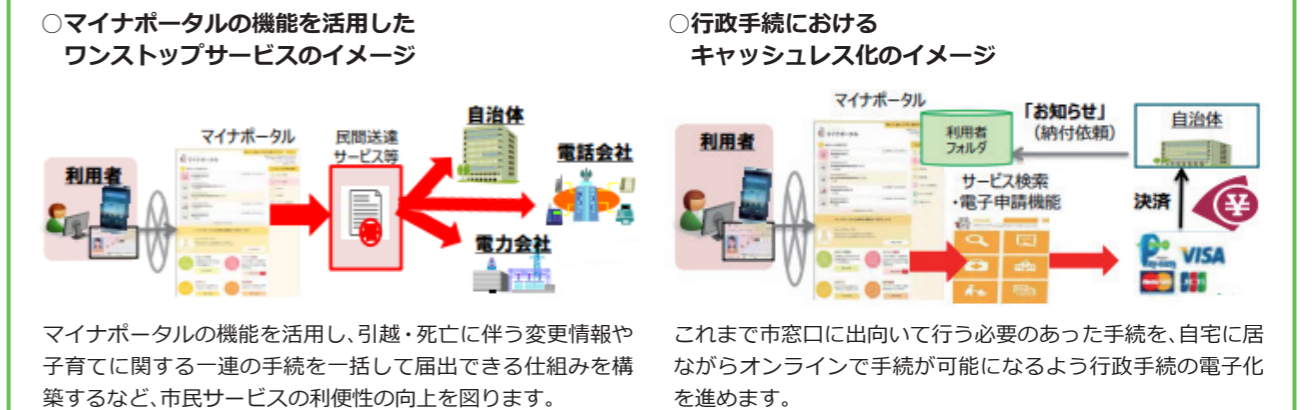 ○マイナポータルの機能を活用した
ワンストップサービスのイメージ
利用者
マイナポータル
民間送達
サービス等
自治体
電話会社
電力会社
マイナポータルの機能を活用し、引越・死亡に伴う変更情報や
子育てに関する一連の手続を一括して届出できる仕組みを構
築するなど、市民サービスの利便性の向上を図ります。
○行政手続における
キャッシュレス化のイメージ
利用者
マイナポータル
利用者
フォルダ
「お知らせ」
（納付依頼）
自治体
サービス検索
・電子申請機能
決済
Pay-easy
VISA
MasterCard
JCB
これまで市窓口に出向いて行う必要のあった手続を、自宅に居
ながらオンラインで手続が可能になるよう行政手続の電子化
を進めます。